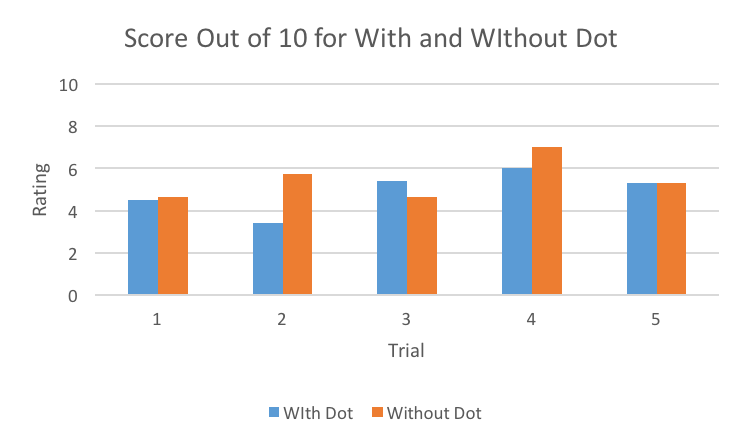 Score Out of 10 for With and WIthout Dot
10
8
6
4
2
0
Rating
1 2 3 4 5
Trial
WIth Dot Without Dot